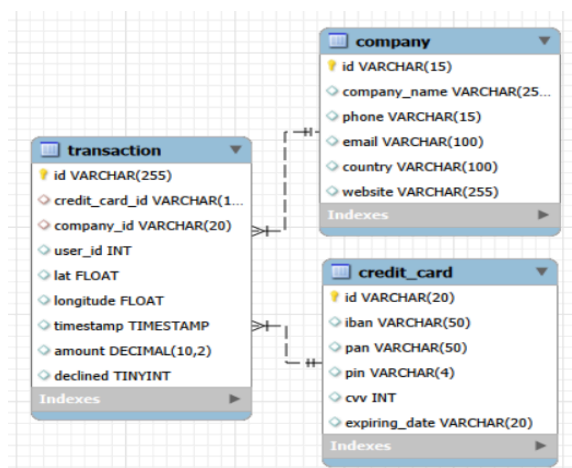 company
id VARCHAR(15)
company_name VARCHAR(25...
phone VARCHAR(15)
email VARCHAR(100)
country VARCHAR(100)
website VARCHAR(255)
Indexes
transaction
id VARCHAR(255)
credit_card_id VARCHAR(1...
company_id VARCHAR(20)
user_id INT
lat FLOAT
longitude FLOAT
timestamp TIMESTAMP
amount DECIMAL(10,2)
declined TINYINT
Indexes
credit_card
id VARCHAR(20)
iban VARCHAR(50)
pan VARCHAR(50)
pin VARCHAR(4)
cvv INT
expiring_date VARCHAR(20)
Indexes